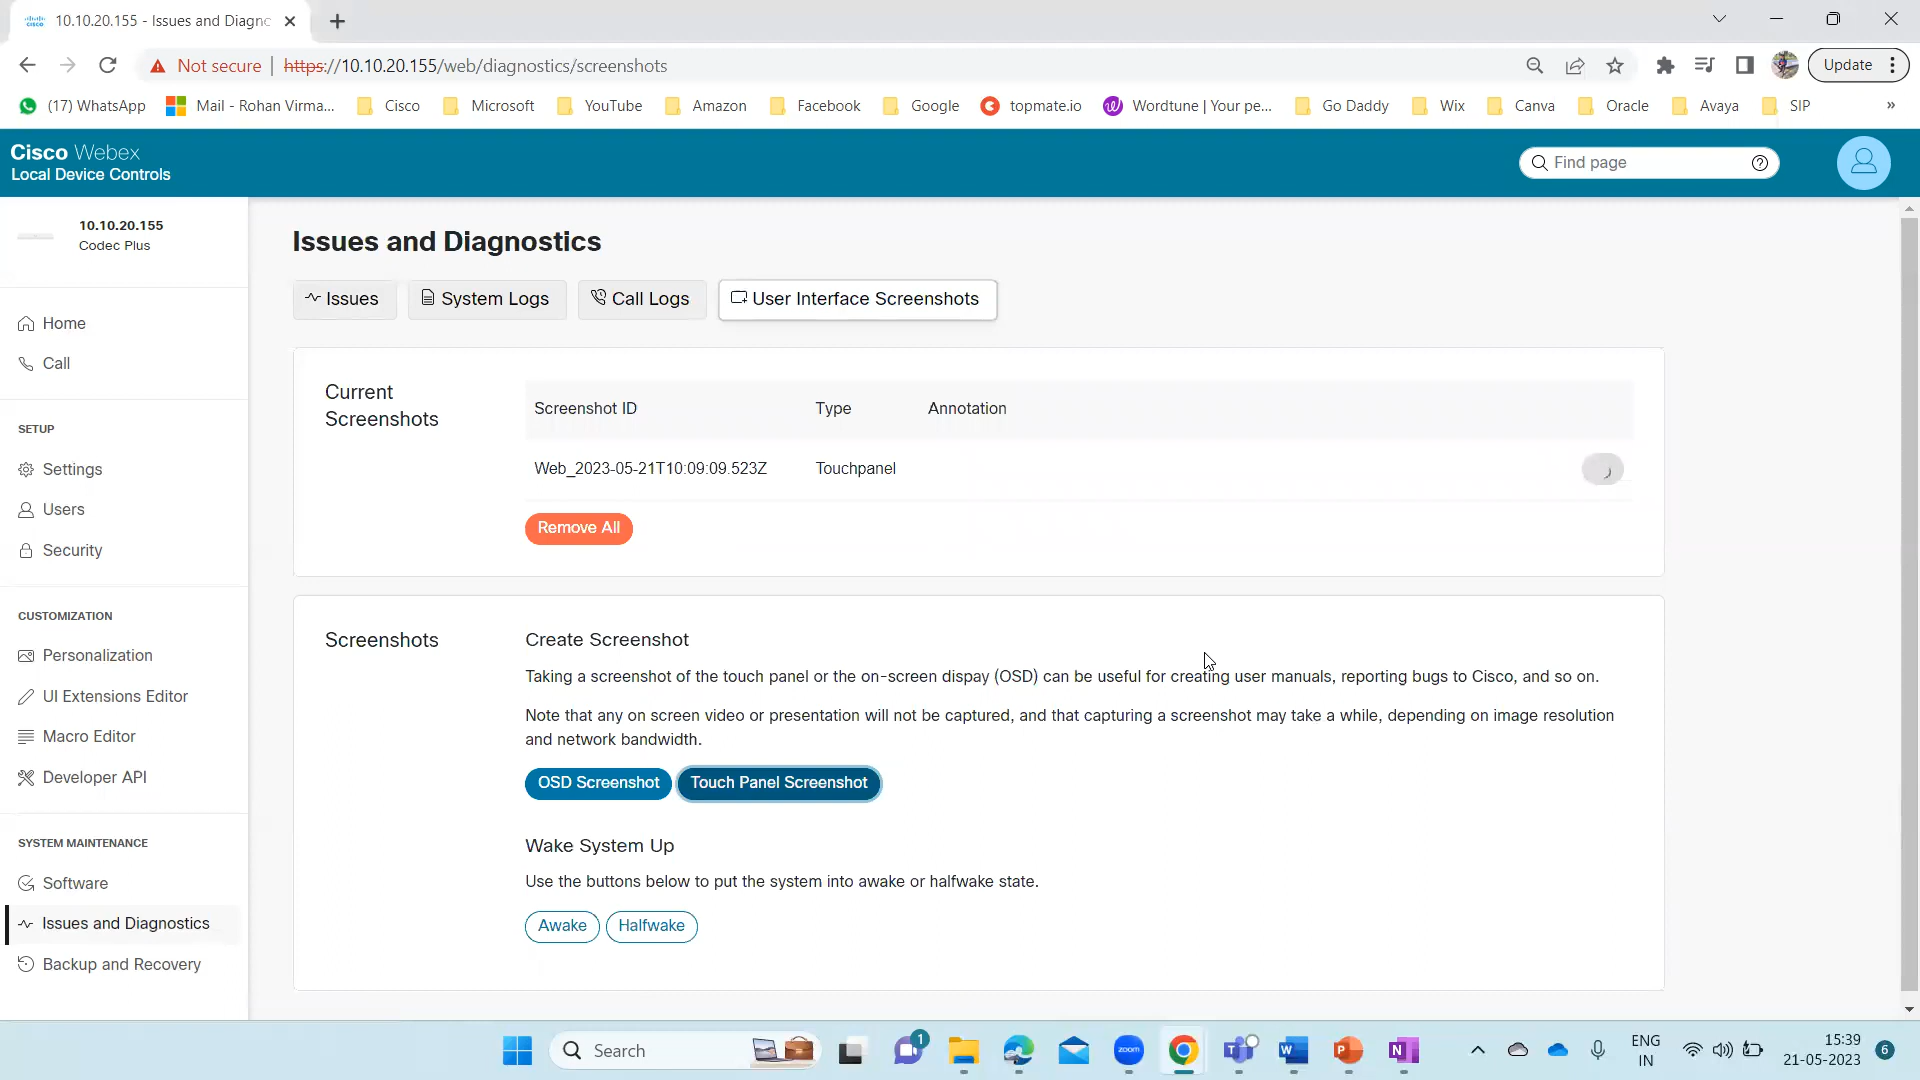 10.10.20.155 - Issues and Diagnc
Not secure | https://10.10.20.155/web/diagnostics/screenshots
Update
(17) WhatsApp
Mail - Rohan Virma...
Cisco
Microsoft
YouTube
Amazon
Facebook
Google
topmate.io
Wordtune | Your pe...
Go Daddy
Wix
Canva
Oracle
Avaya
SIP
»
Cisco Webex
Local Device Controls
Find page
10.10.20.155
Codec Plus
Home
Call
SETUP
Settings
Users
Security
CUSTOMIZATION
Personalization
UI Extensions Editor
Macro Editor
Developer API
SYSTEM MAINTENANCE
Software
Issues and Diagnostics
Backup and Recovery
Issues and Diagnostics
Issues
System Logs
Call Logs
User Interface Screenshots
Current
Screenshots
Screenshot ID Type Annotation
Web_2023-05-21T10:09:09.523Z Touchpanel
Remove All
Screenshots
Create Screenshot
Taking a screenshot of the touch panel or the on-screen dispay (OSD) can be useful for creating user manuals, reporting bugs to Cisco, and so on.
Note that any on screen video or presentation will not be captured, and that capturing a screenshot may take a while, depending on image resolution
and network bandwidth.
OSD Screenshot
Touch Panel Screenshot
Wake System Up
Use the buttons below to put the system into awake or halfwake state.
Awake
Halfwake
Search
1
zoom
ENG
IN
15:39
21-05-2023
6